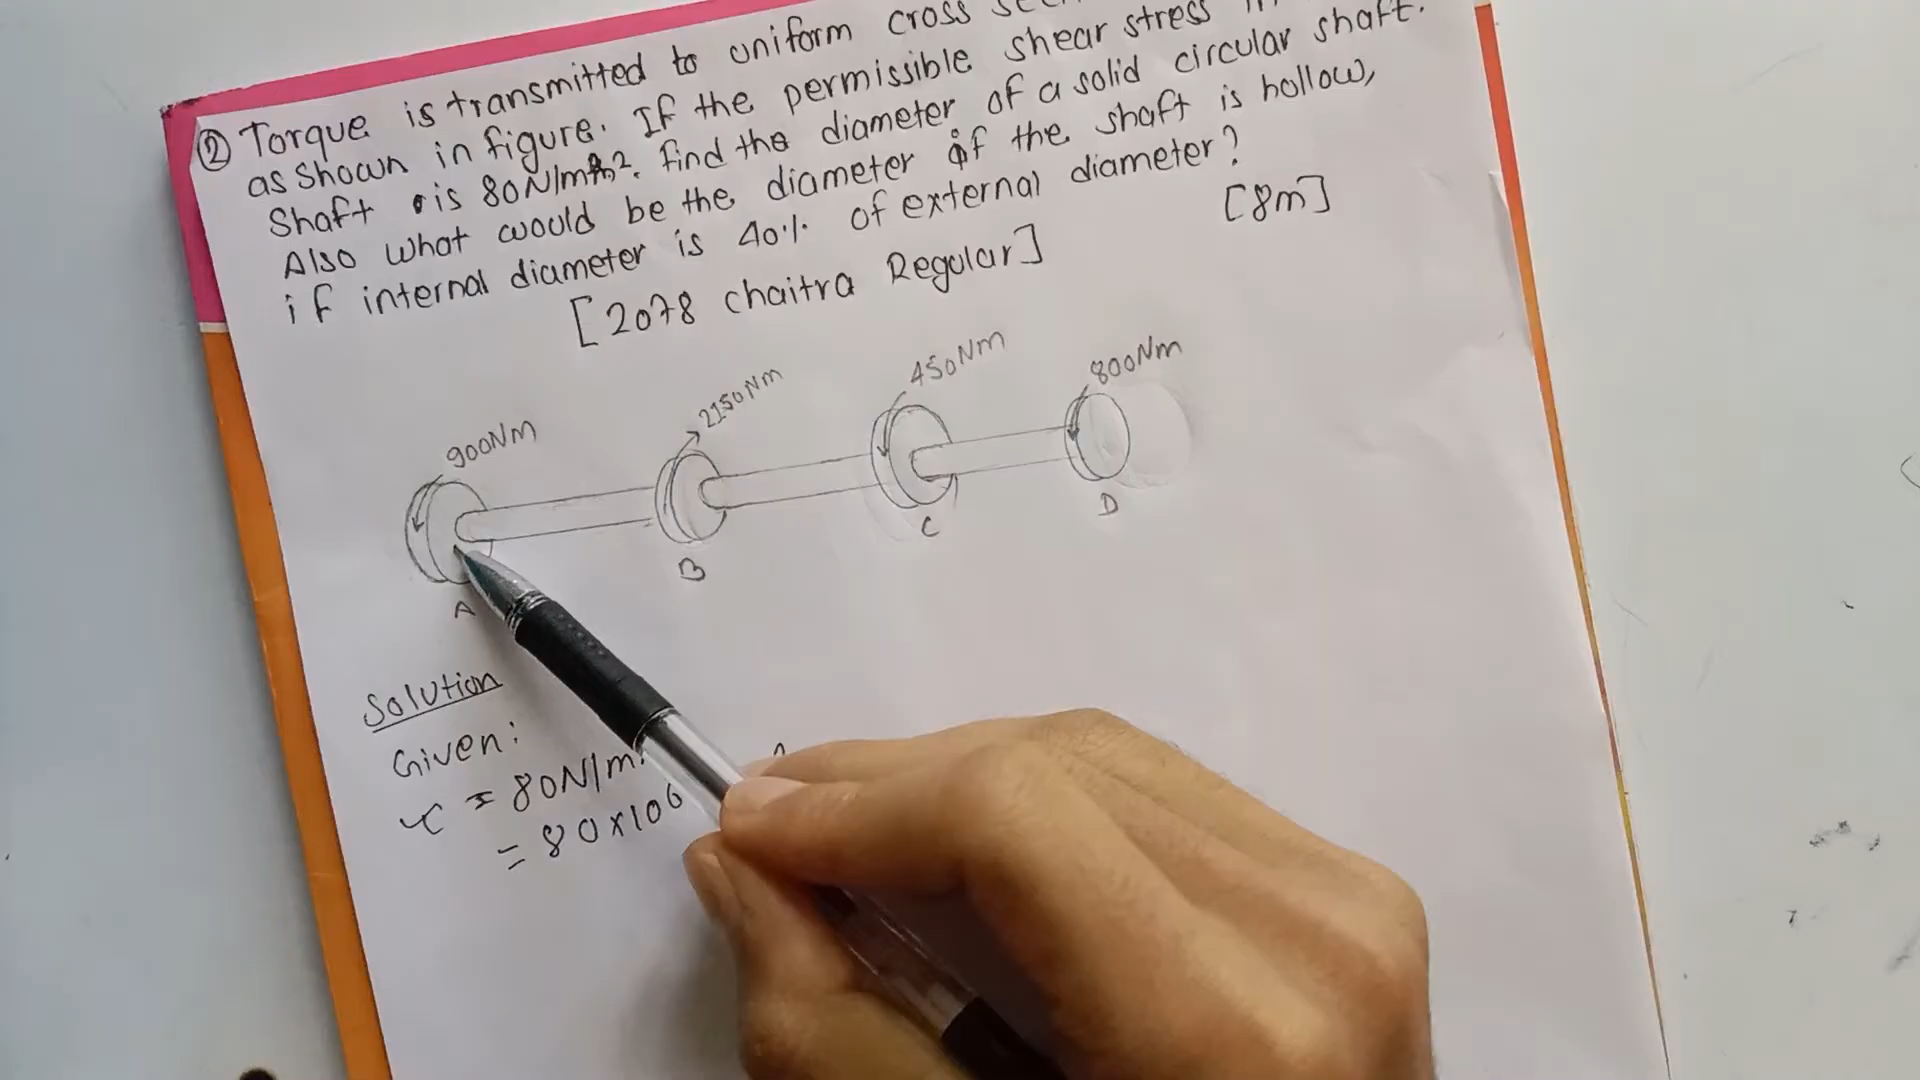 ② Torque is transmitted to uniform cross
as shown in figure. If the permissible shear stress
shaft is 80N/mm2. find the diameter of a solid circular shaft.
Also what would be the diameter if the shaft is hollow,
if internal diameter is 40% of external diameter?
[8m]
[2078 chaitra Regular]
900Nm
2150Nm
450Nm
800Nm
A
B
C
D
Solution
Given:
τ = 80N/m
= 80×10⁶